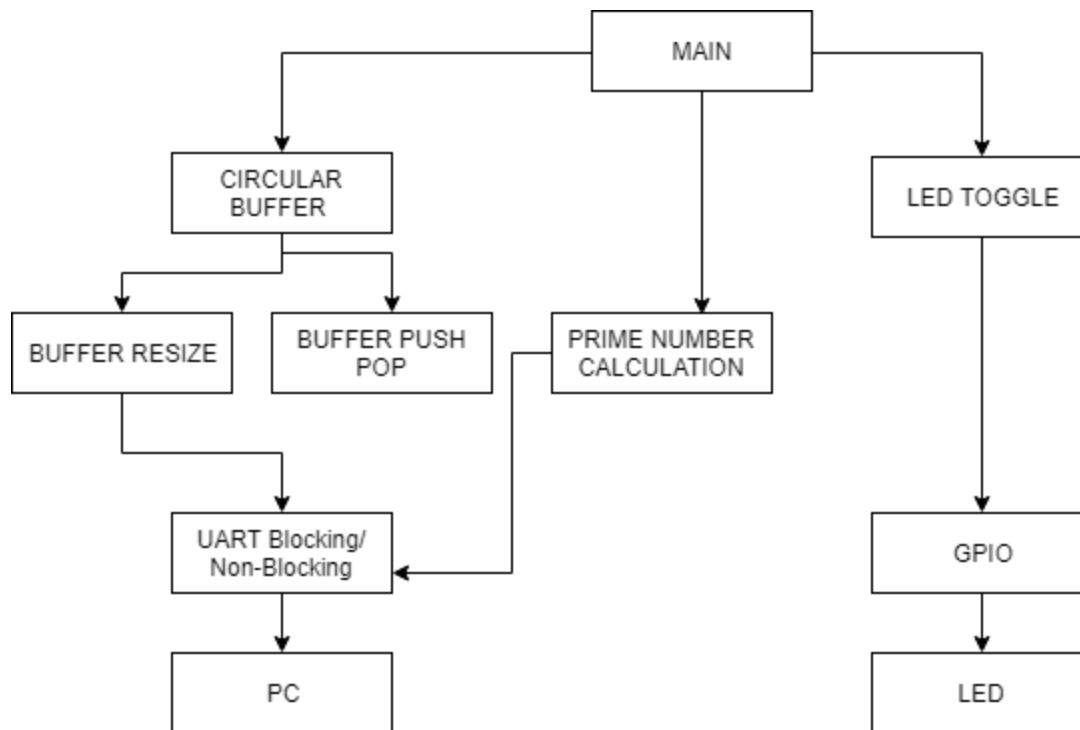 MAIN
CIRCULAR
BUFFER
LED TOGGLE
BUFFER RESIZE
BUFFER PUSH
POP
PRIME NUMBER
CALCULATION
UART Blocking/
Non-Blocking
GPIO
PC
LED